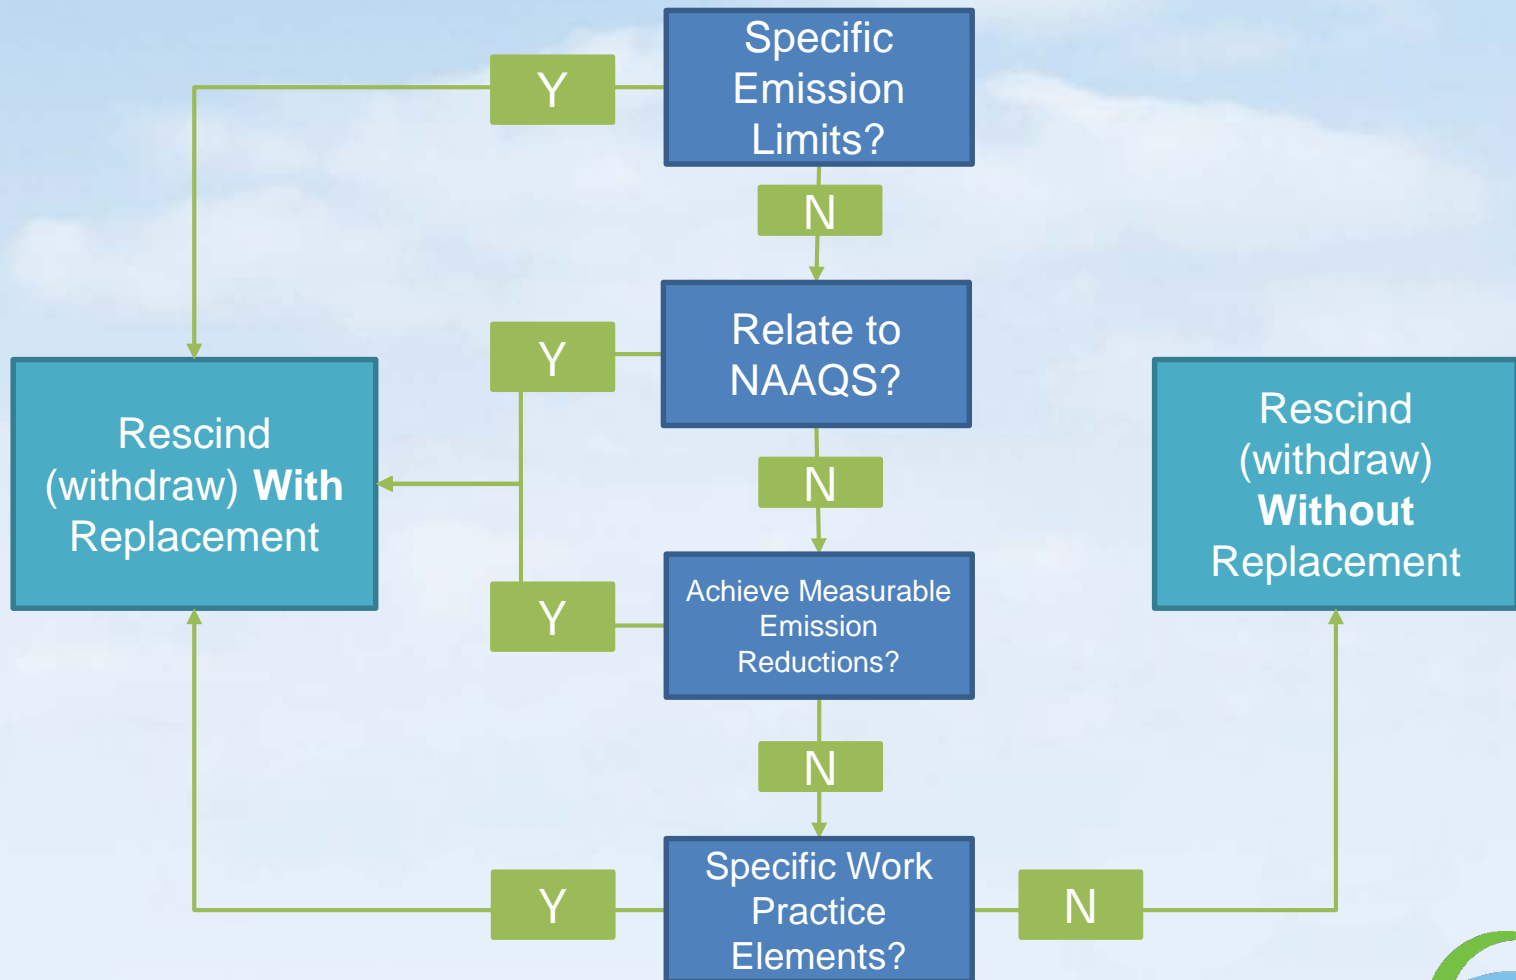 Specific
Emission
Limits?
Y
N
Relate to
NAAQS?
Y
N
Rescind
(withdraw) With
Replacement
Rescind
(withdraw)
Without
Replacement
Achieve Measurable
Emission
Reductions?
Y
N
Specific Work
Practice
Elements?
Y
N